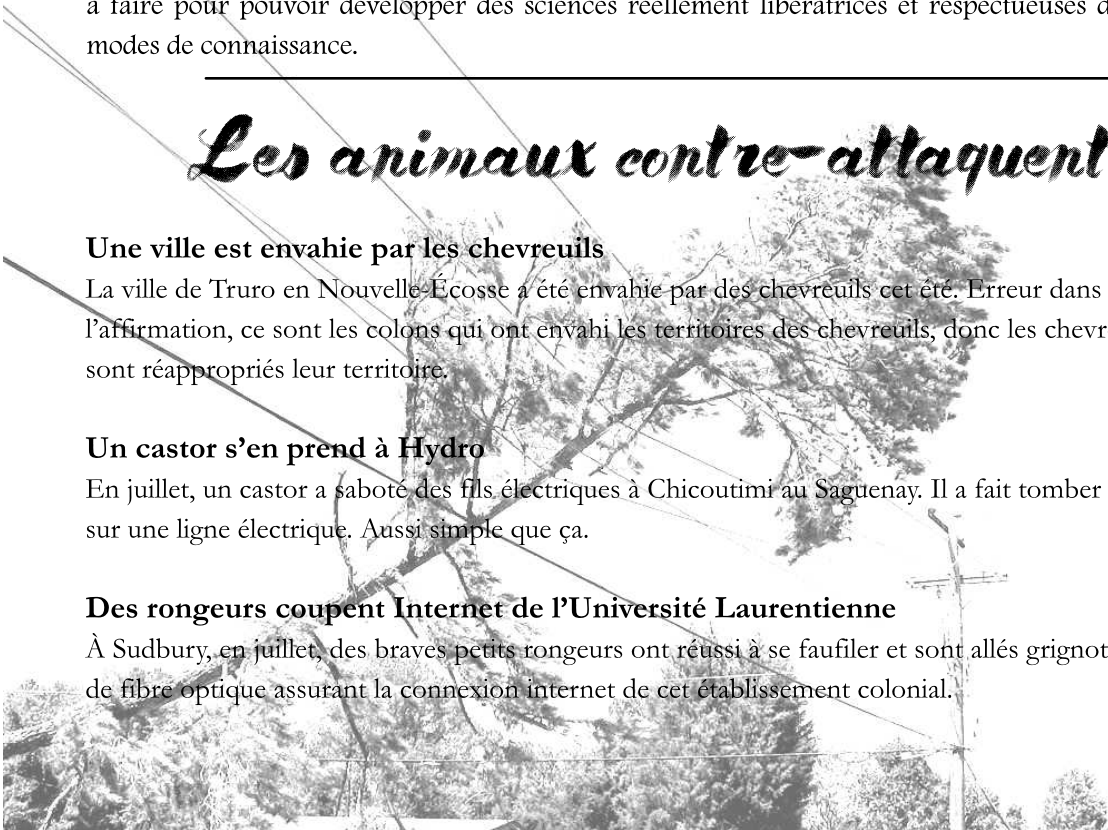 à faire pour pouvoir développer des sciences réellement libératrices et respectueuses d
modes de connaissance.
Les animaux contre-attaquent
Une ville est envahie par les chevreuils
La ville de Truro en Nouvelle-Écosse a été envahie par des chevreuils cet été. Erreur dans
l’affirmation, ce sont les colons qui ont envahi les territoires des chevreuils, donc les chevr
sont réappropriés leur territoire.
Un castor s’en prend à Hydro
En juillet, un castor a saboté des fils électriques à Chicoutimi au Saguenay. Il a fait tomber
sur une ligne électrique. Aussi simple que ça.
Des rongeurs coupent Internet de l’Université Laurentienne
À Sudbury, en juillet, des braves petits rongeurs ont réussi à se faufiler et sont allés grignot
de fibre optique assurant la connexion internet de cet établissement colonial.